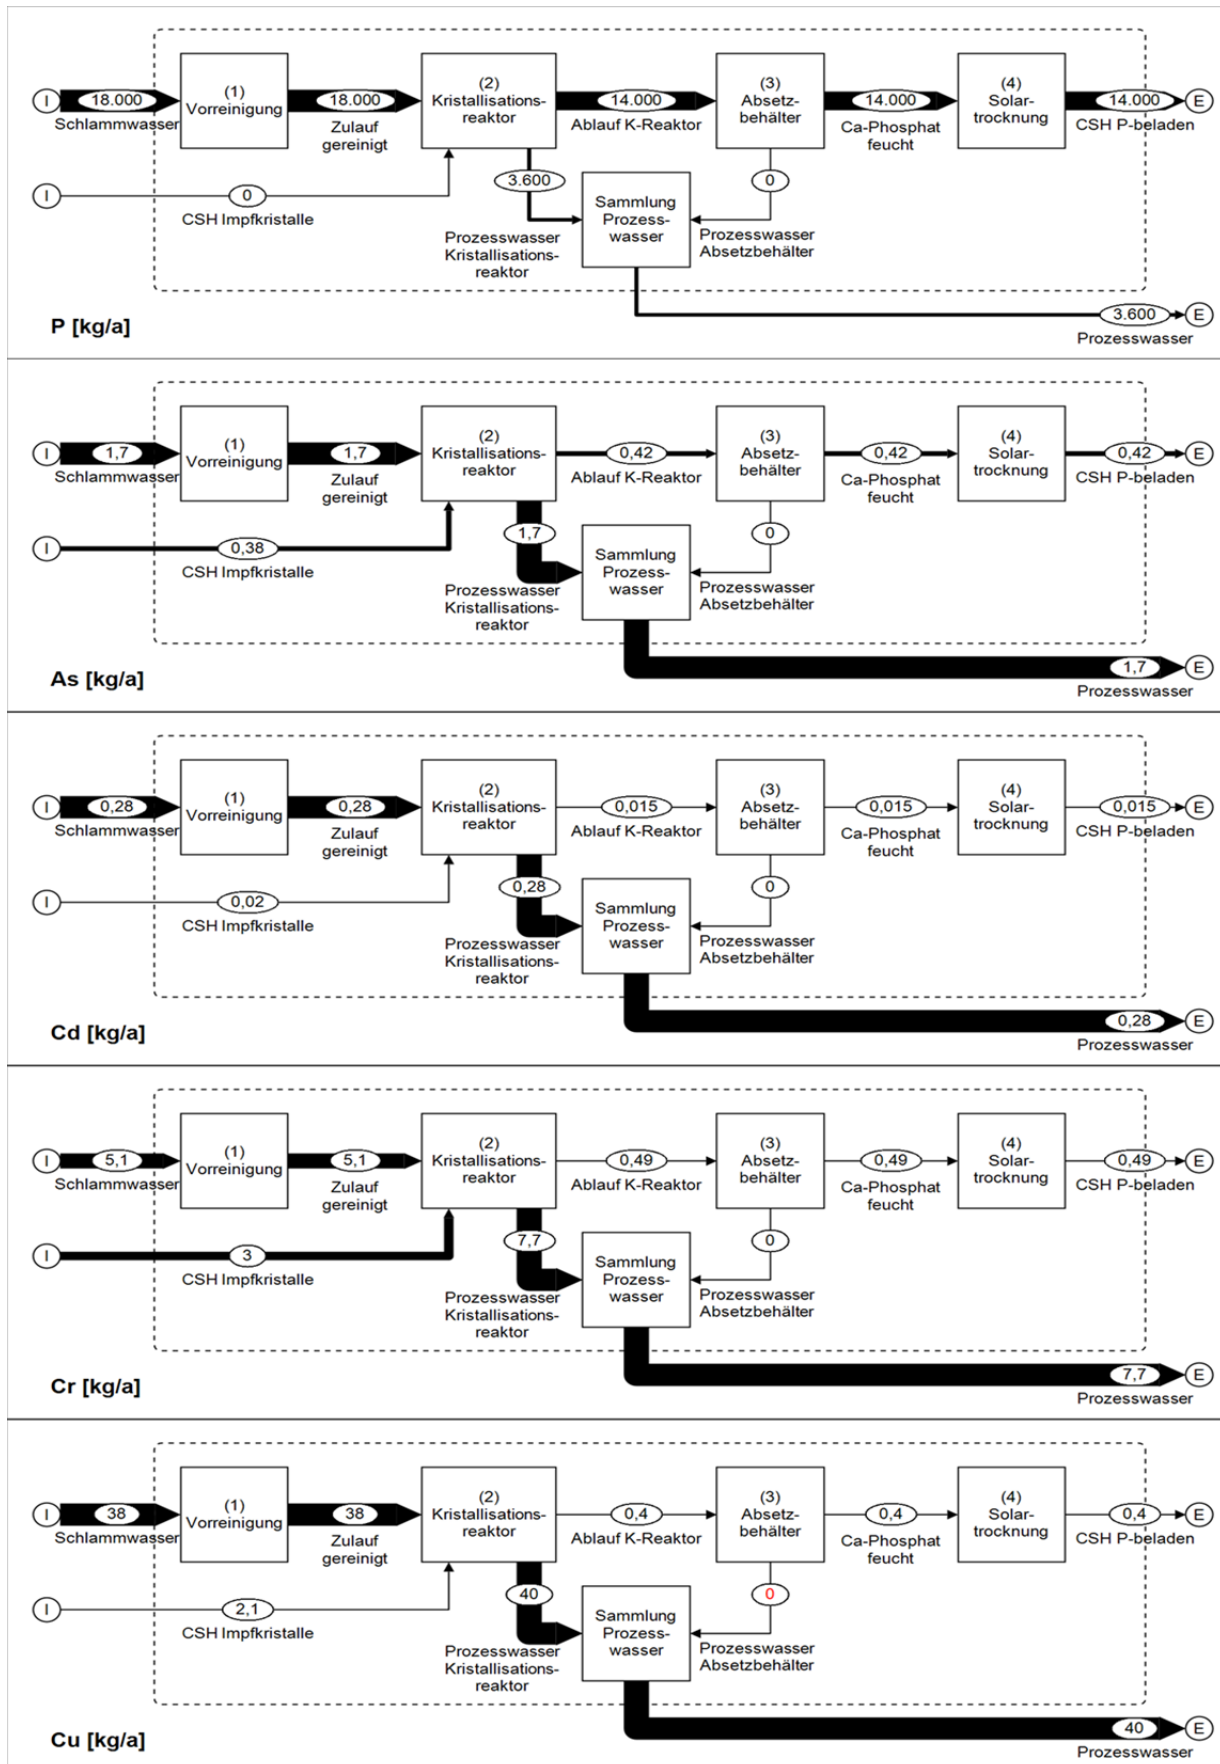 (1)
Vorreinigung
(2)
Kristallisations-
reaktor
(3)
Absetz-
behälter
(4)
Solar-
trocknung
I
18.000
18.000
14.000
14.000
14.000
E
Schlammwasser
Zulauf
gereinigt
Ablauf K-Reaktor
Ca-Phosphat
feucht
CSH P-beladen
I
0
CSH Impfkristalle
3.600
0
Sammlung
Prozess-
wasser
Prozesswasser
Kristallisations-
reaktor
Prozesswasser
Absetzbehälter
3.600
E
Prozesswasser
P [kg/a]
(1)
Vorreinigung
(2)
Kristallisations-
reaktor
(3)
Absetz-
behälter
(4)
Solar-
trocknung
I
1,7
1,7
0,42
0,42
0,42
E
Schlammwasser
Zulauf
gereinigt
Ablauf K-Reaktor
Ca-Phosphat
feucht
CSH P-beladen
I
0,38
CSH Impfkristalle
1,7
0
Sammlung
Prozess-
wasser
Prozesswasser
Kristallisations-
reaktor
Prozesswasser
Absetzbehälter
1,7
E
Prozesswasser
As [kg/a]
(1)
Vorreinigung
(2)
Kristallisations-
reaktor
(3)
Absetz-
behälter
(4)
Solar-
trocknung
I
0,28
0,28
0,015
0,015
0,015
E
Schlammwasser
Zulauf
gereinigt
Ablauf K-Reaktor
Ca-Phosphat
feucht
CSH P-beladen
I
0,02
CSH Impfkristalle
0,28
0
Sammlung
Prozess-
wasser
Prozesswasser
Kristallisations-
reaktor
Prozesswasser
Absetzbehälter
0,28
E
Prozesswasser
Cd [kg/a]
(1)
Vorreinigung
(2)
Kristallisations-
reaktor
(3)
Absetz-
behälter
(4)
Solar-
trocknung
I
5,1
5,1
0,49
0,49
0,49
E
Schlammwasser
Zulauf
gereinigt
Ablauf K-Reaktor
Ca-Phosphat
feucht
CSH P-beladen
I
3
CSH Impfkristalle
7,7
0
Sammlung
Prozess-
wasser
Prozesswasser
Kristallisations-
reaktor
Prozesswasser
Absetzbehälter
7,7
E
Prozesswasser
Cr [kg/a]
(1)
Vorreinigung
(2)
Kristallisations-
reaktor
(3)
Absetz-
behälter
(4)
Solar-
trocknung
I
38
38
0,4
0,4
0,4
E
Schlammwasser
Zulauf
gereinigt
Ablauf K-Reaktor
Ca-Phosphat
feucht
CSH P-beladen
I
2,1
CSH Impfkristalle
40
0
Sammlung
Prozess-
wasser
Prozesswasser
Kristallisations-
reaktor
Prozesswasser
Absetzbehälter
40
E
Prozesswasser
Cu [kg/a]